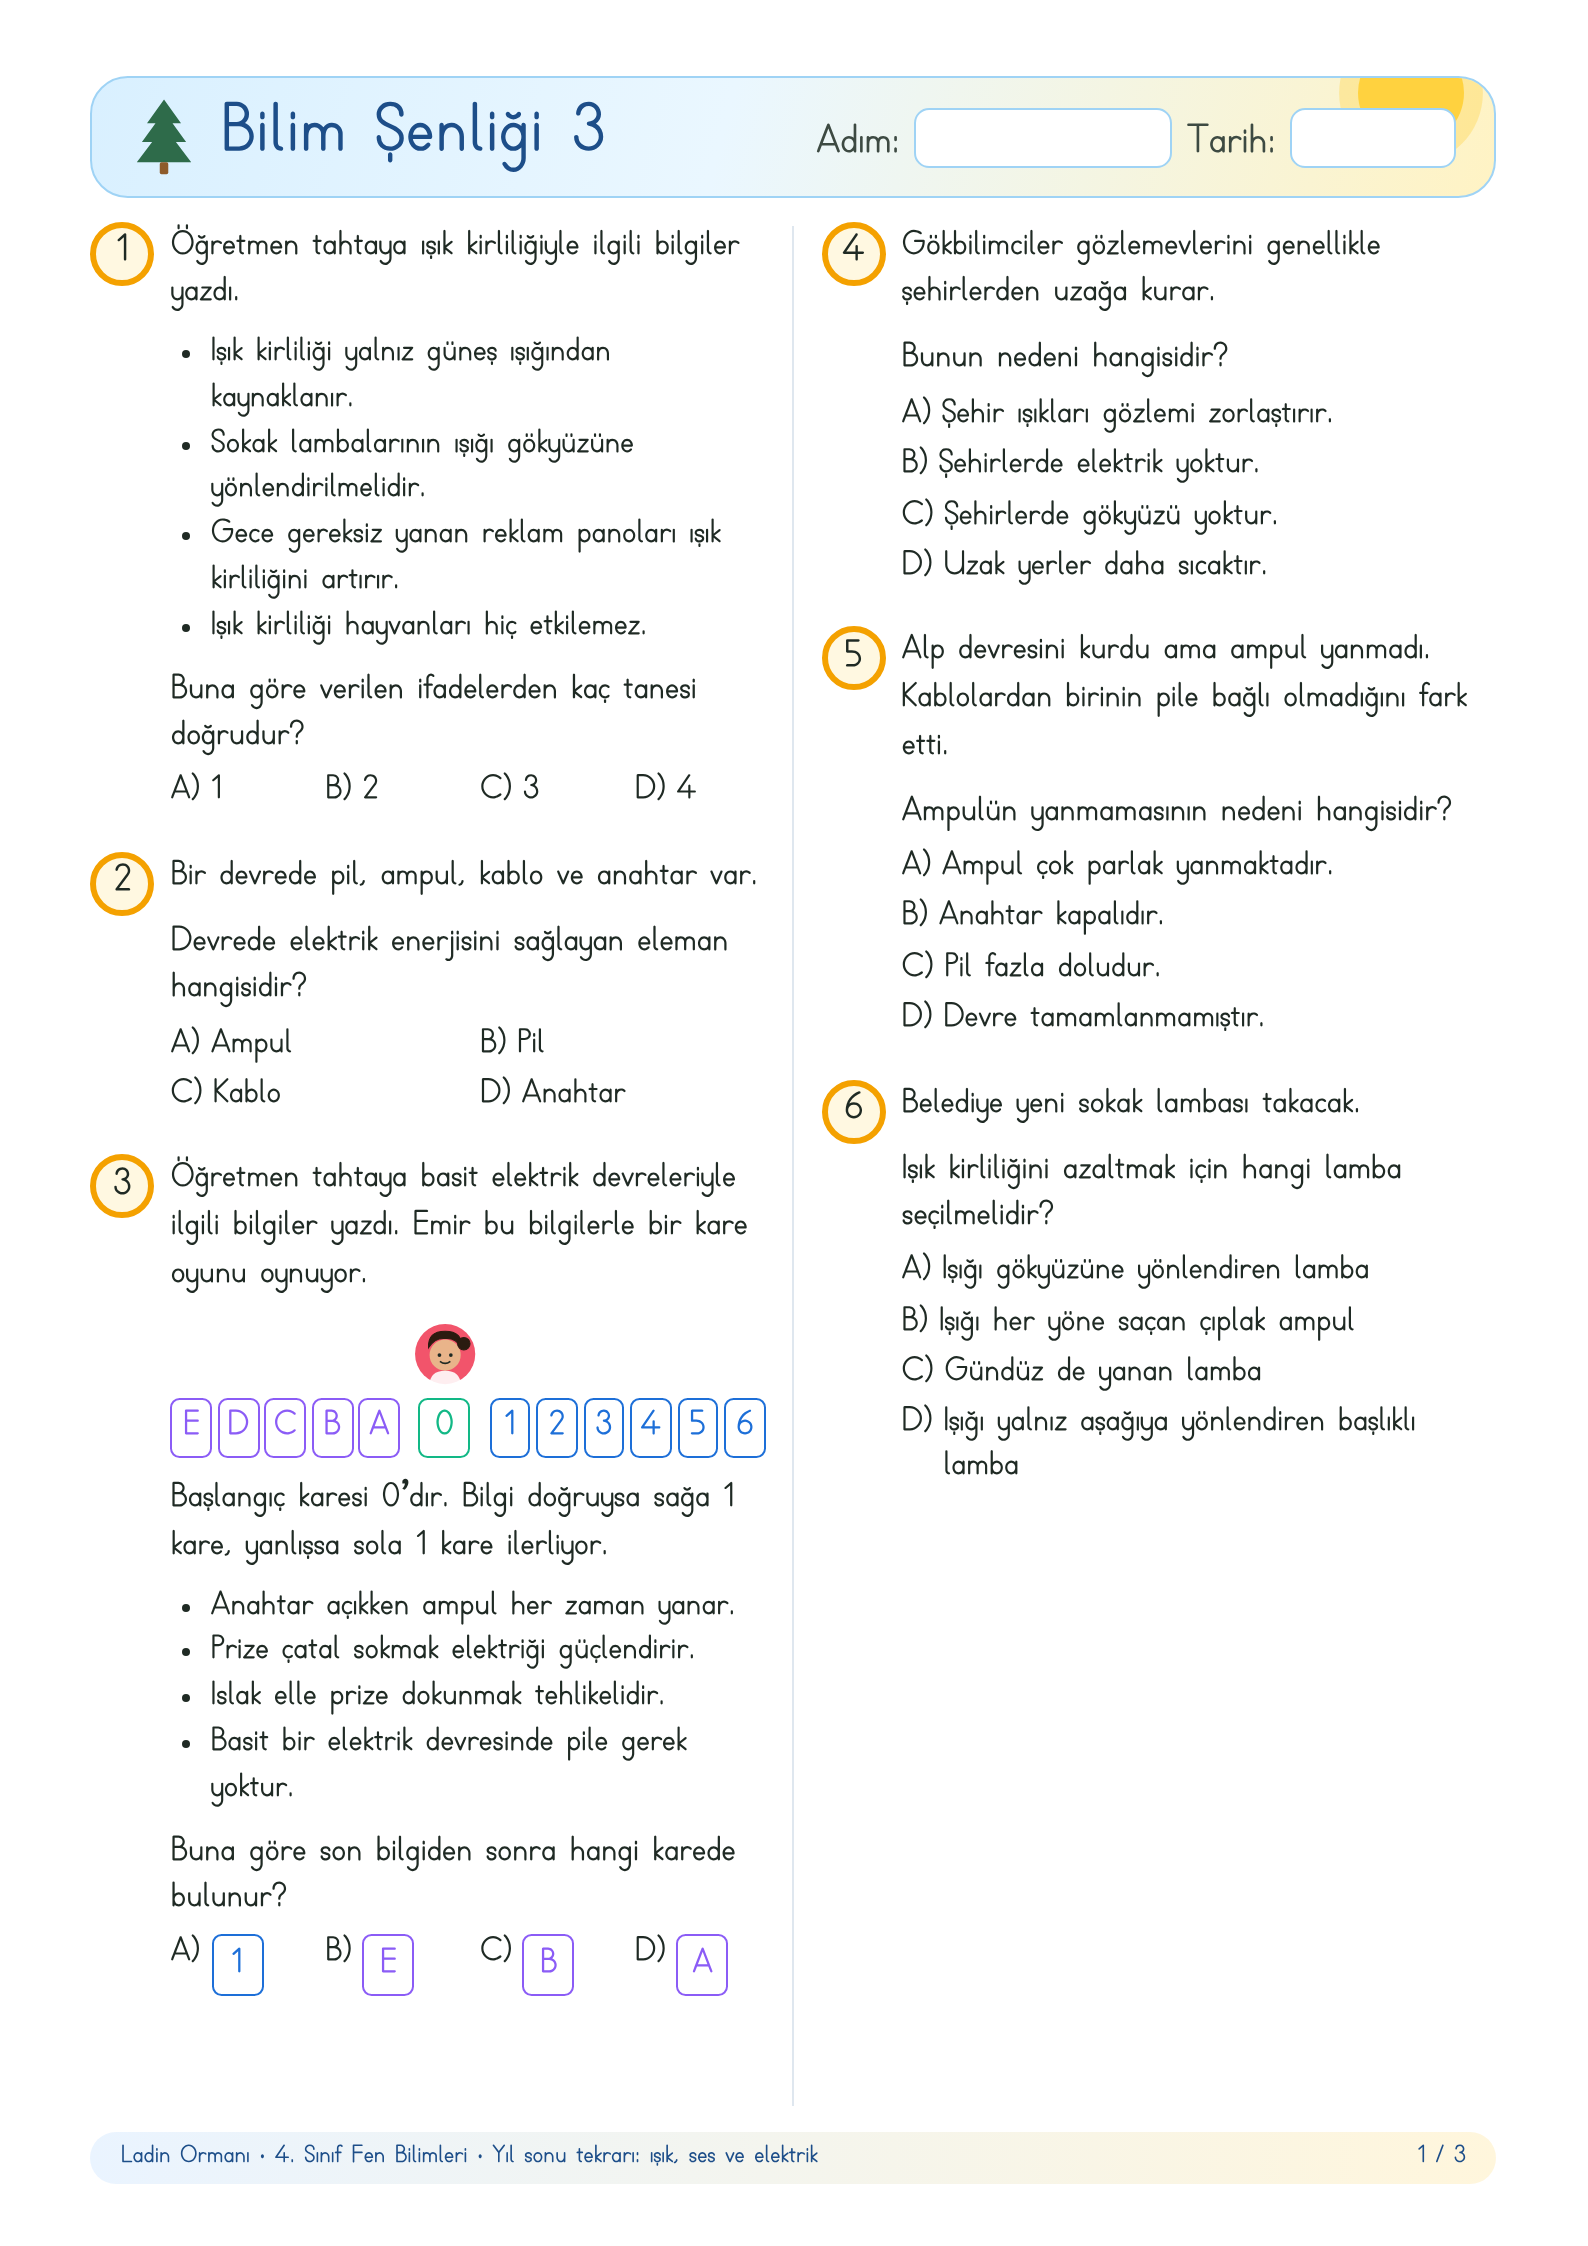 Bilim Şenliği 3
Adım:
Tarih:
1
Öğretmen tahtaya ışık kirliliğiyle ilgili bilgiler
yazdı.
• Işık kirliliği yalnız güneş ışığından
kaynaklanır.
• Sokak lambalarının ışığı gökyüzüne
yönlendirilmelidir.
• Gece gereksiz yanan reklam panoları ışık
kirliliğini artırır.
• Işık kirliliği hayvanları hiç etkilemez.
Buna göre verilen ifadelerden kaç tanesi
doğrudur?
A) 1 B) 2 C) 3 D) 4
2
Bir devrede pil, ampul, kablo ve anahtar var.
Devrede elektrik enerjisini sağlayan eleman
hangisidir?
A) Ampul B) Pil
C) Kablo D) Anahtar
3
Öğretmen tahtaya basit elektrik devreleriyle
ilgili bilgiler yazdı. Emir bu bilgilerle bir kare
oyunu oynuyor.
E D C B A 0 1 2 3 4 5 6
Başlangıç karesi 0’dır. Bilgi doğruysa sağa 1
kare, yanlışsa sola 1 kare ilerliyor.
• Anahtar açıkken ampul her zaman yanar.
• Prize çatal sokmak elektriği güçlendirir.
• Islak elle prize dokunmak tehlikelidir.
• Basit bir elektrik devresinde pile gerek
yoktur.
Buna göre son bilgiden sonra hangi karede
bulunur?
A) 1 B) E C) B D) A
4
Gökbilimciler gözlemevlerini genellikle
şehirlerden uzağa kurar.
Bunun nedeni hangisidir?
A) Şehir ışıkları gözlemi zorlaştırır.
B) Şehirlerde elektrik yoktur.
C) Şehirlerde gökyüzü yoktur.
D) Uzak yerler daha sıcaktır.
5
Alp devresini kurdu ama ampul yanmadı.
Kablolardan birinin pile bağlı olmadığını fark
etti.
Ampulün yanmamasının nedeni hangisidir?
A) Ampul çok parlak yanmaktadır.
B) Anahtar kapalıdır.
C) Pil fazla doludur.
D) Devre tamamlanmamıştır.
6
Belediye yeni sokak lambası takacak.
Işık kirliliğini azaltmak için hangi lamba
seçilmelidir?
A) Işığı gökyüzüne yönlendiren lamba
B) Işığı her yöne saçan çıplak ampul
C) Gündüz de yanan lamba
D) Işığı yalnız aşağıya yönlendiren başlıklı
lamba
Ladin Ormanı • 4. Sınıf Fen Bilimleri • Yıl sonu tekrarı: ışık, ses ve elektrik
1 / 3